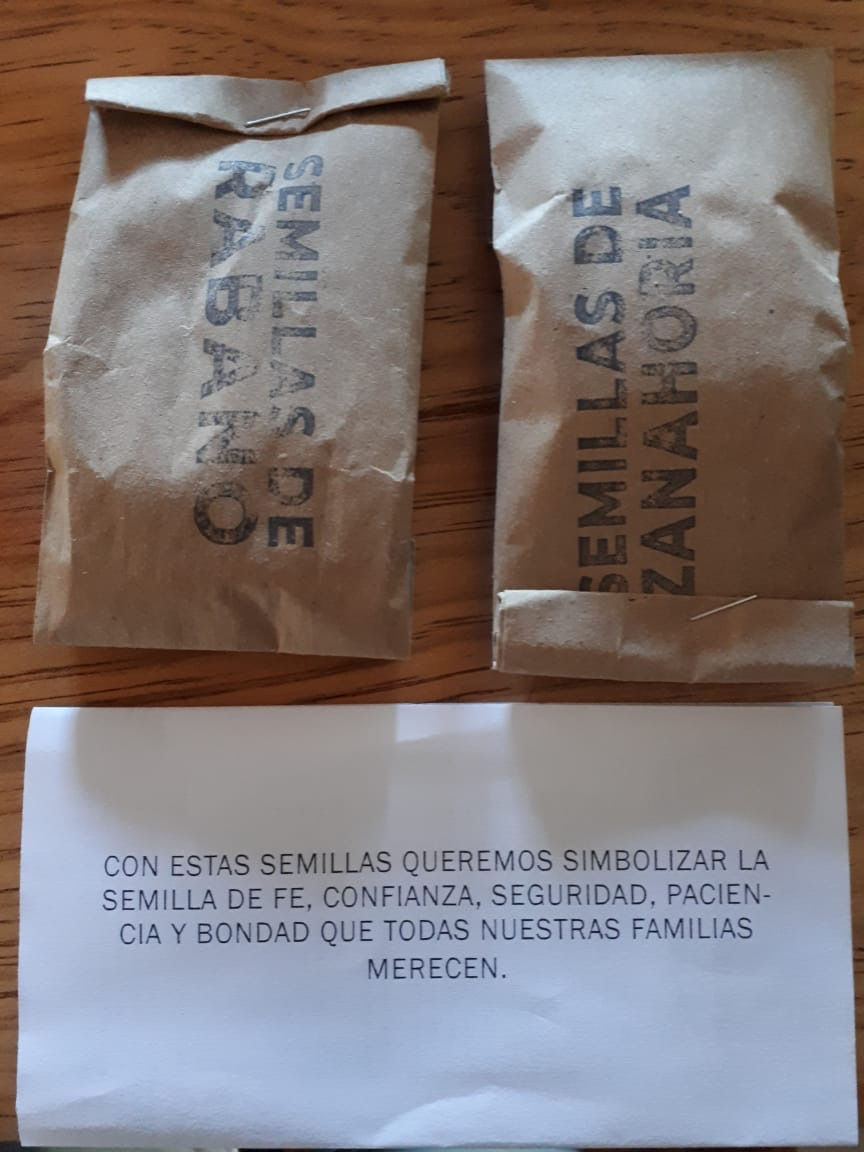 SEMILLAS DE
RABANO
SEMILLAS DE
ZANAHORIA
CON ESTAS SEMILLAS QUEREMOS SIMBOLIZAR LA
SEMILLA DE FE, CONFIANZA, SEGURIDAD, PACIEN-
CIA Y BONDAD QUE TODAS NUESTRAS FAMILIAS
MERECEN.